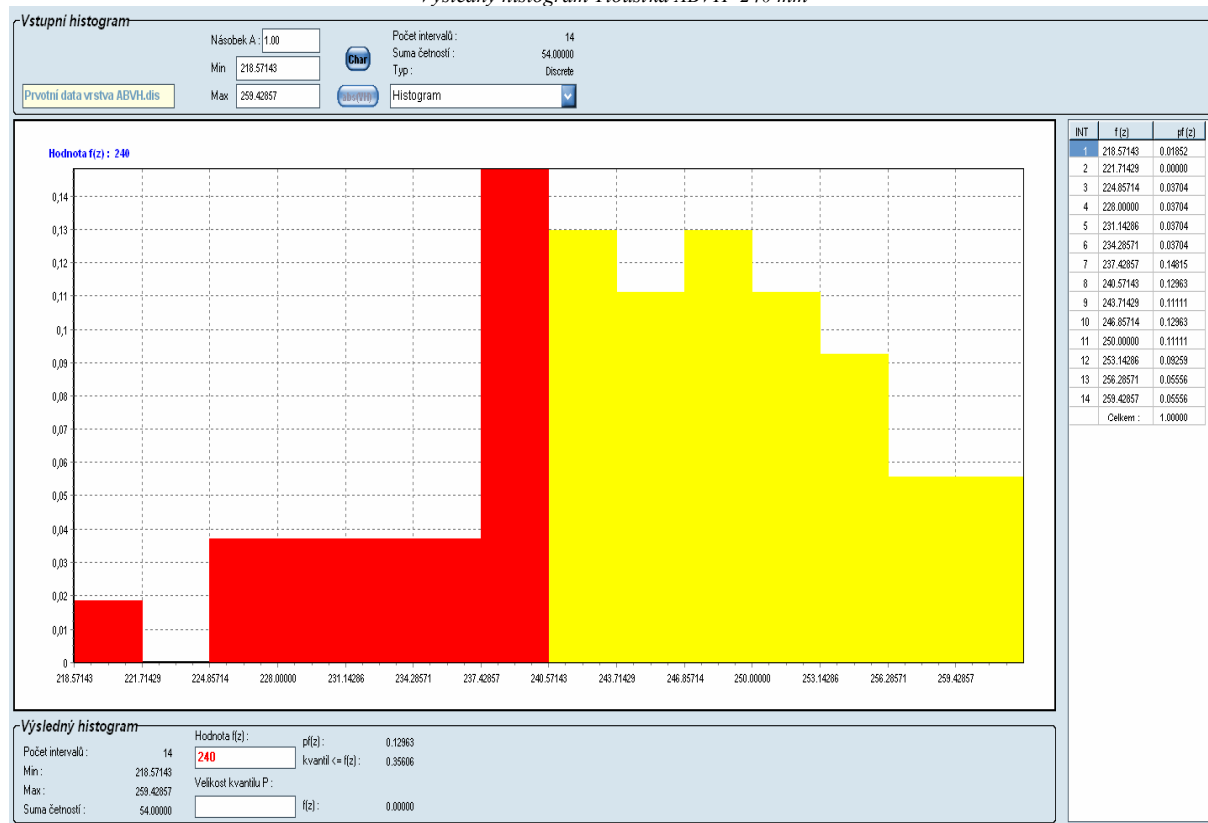 Výsledný histogram Tloušťka ABVH 240 mm
Vstupní histogram
Násobek A : 1.00
Min 218.57143
Max 259.42857
Prvotní data vrstva ABVH.dis
Char
Počet intervalů : 14
Suma četností : 54.00000
Typ : Discrete
Histogram
Hodnota f(z) : 240
0,14
0,13
0,12
0,11
0,1
0,09
0,08
0,07
0,06
0,05
0,04
0,03
0,02
0,01
0
218.57143 221.71429 224.85714 228.00000 231.14286 234.28571 237.42857 240.57143 243.71429 246.85714 250.00000 253.14286 256.28571 259.42857
INT f (z) pf (z)
1 218.57143 0.01852
2 221.71429 0.00000
3 224.85714 0.03704
4 228.00000 0.03704
5 231.14286 0.03704
6 234.28571 0.03704
7 237.42857 0.14815
8 240.57143 0.12963
9 243.71429 0.11111
10 246.85714 0.12963
11 250.00000 0.11111
12 253.14286 0.09259
13 256.28571 0.05556
14 259.42857 0.05556
Celkem : 1.00000
Výsledný histogram
Počet intervalů : 14
Min : 218.57143
Max : 259.42857
Suma četností : 54.00000
Hodnota f(z) :
240
Velikost kvantilu P :
pf(z) : 0.12963
kvantil <= f(z) : 0.35606
f(z) : 0.00000